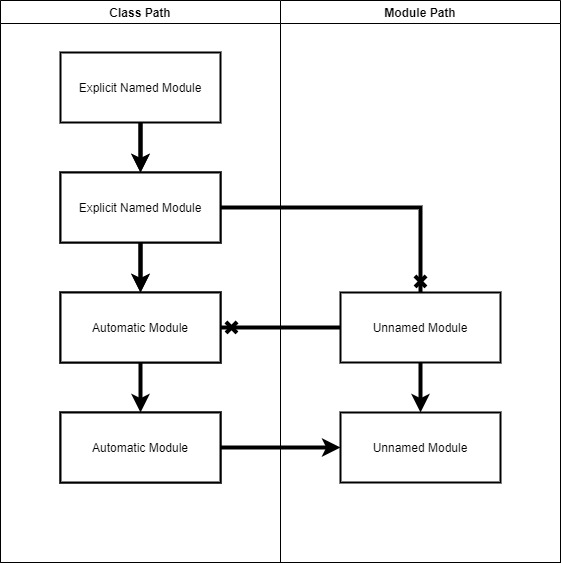 Class Path
Module Path
Explicit Named Module
Explicit Named Module
Automatic Module
Unnamed Module
Automatic Module
Unnamed Module